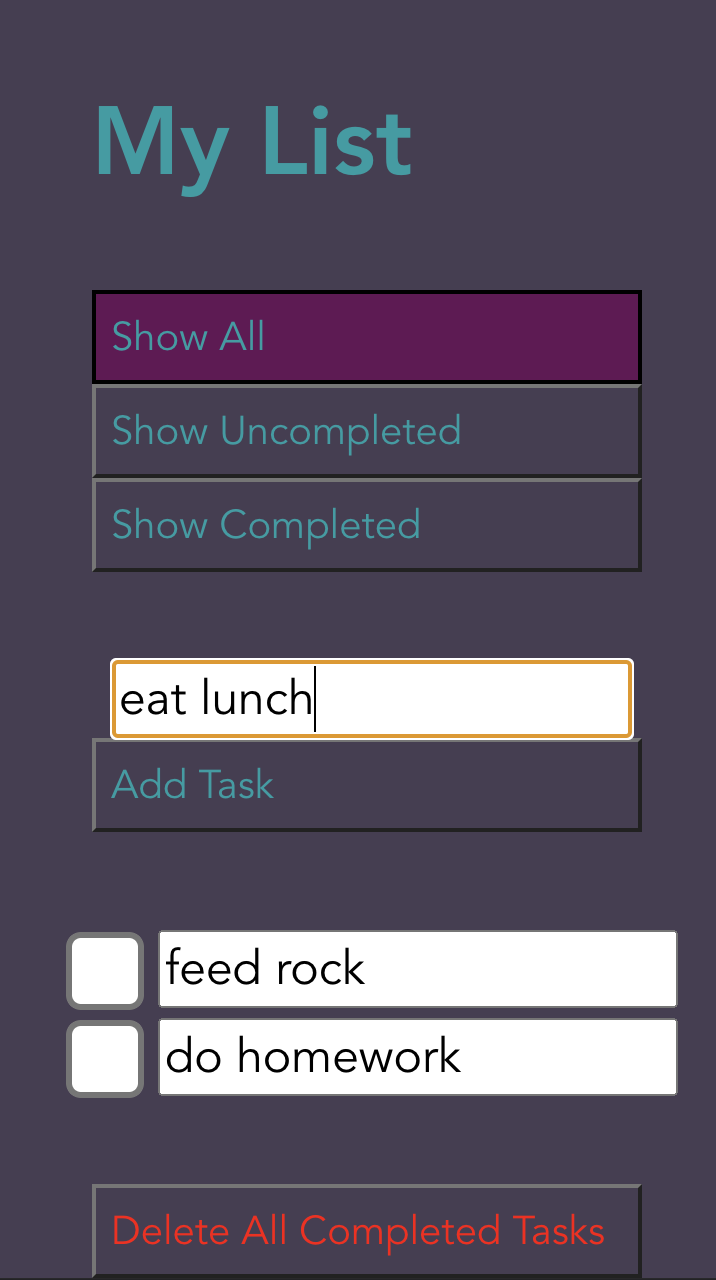 My List
Show All
Show Uncompleted
Show Completed
eat lunch
Add Task
feed rock
do homework
Delete All Completed Tasks